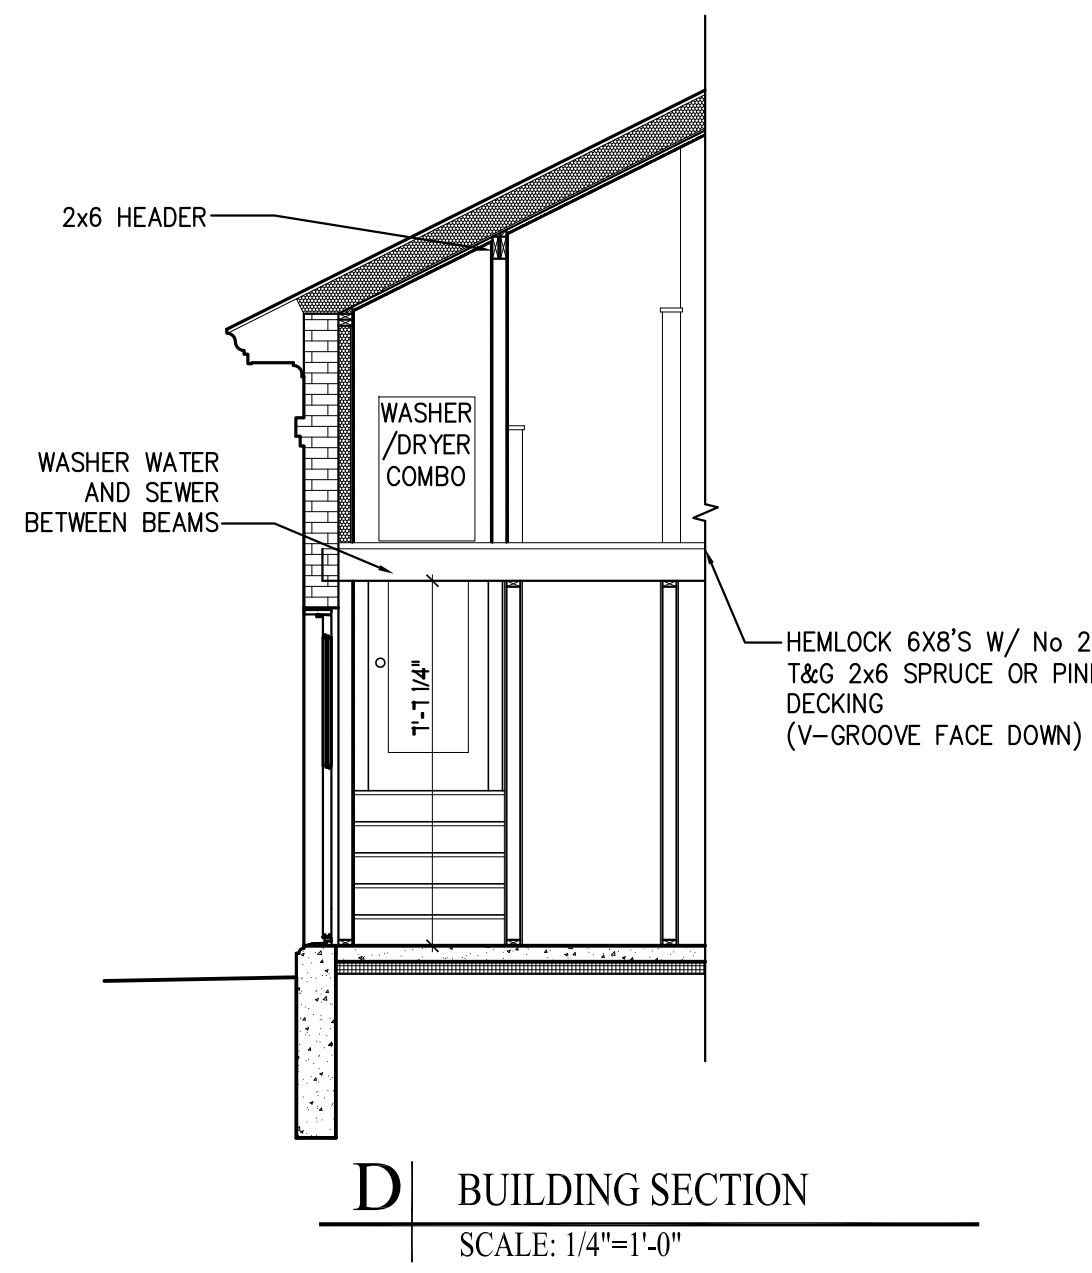 2x6 HEADER
WASHER
/DRYER
COMBO
WASHER WATER
AND SEWER
BETWEEN BEAMS
7'-7 1/4"
HEMLOCK 6X8'S W/ No 2
T&G 2x6 SPRUCE OR PIN
DECKING
(V-GROOVE FACE DOWN)
D BUILDING SECTION
SCALE: 1/4"=1'-0"